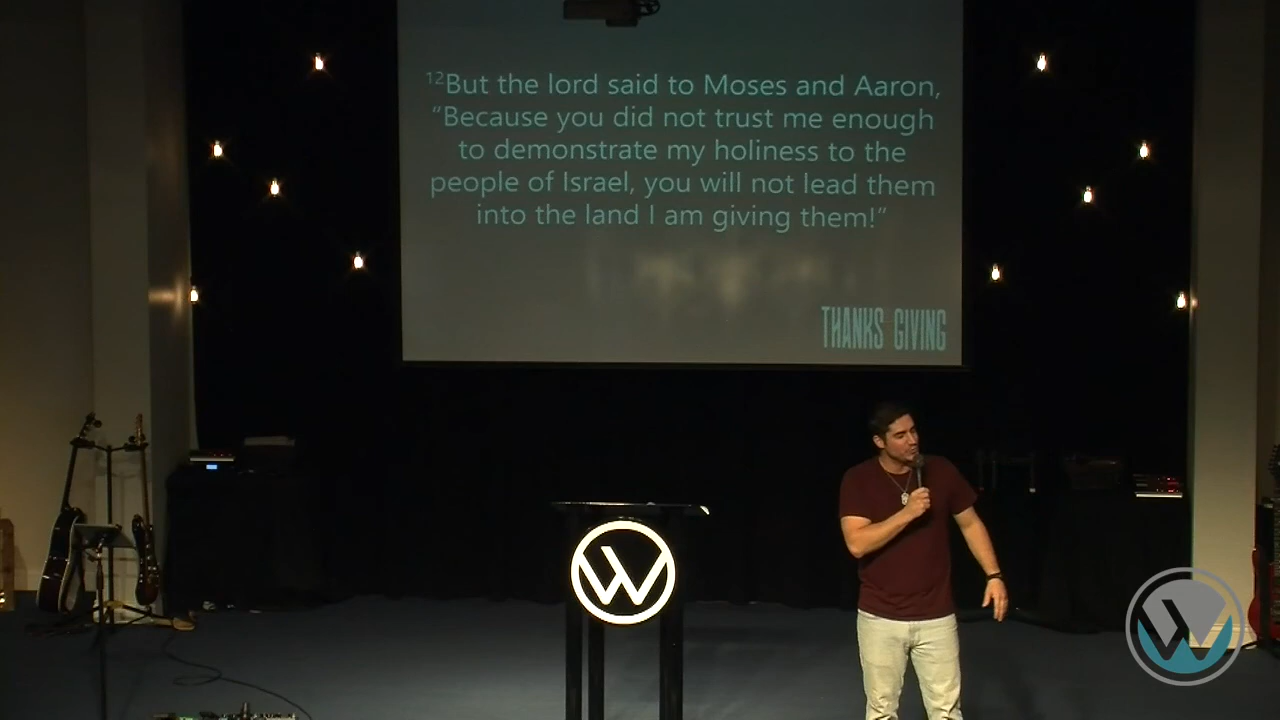 ¹²But the lord said to Moses and Aaron,
“Because you did not trust me enough
to demonstrate my holiness to the
people of Israel, you will not lead them
into the land I am giving them!”
THANKS GIVING
W
W